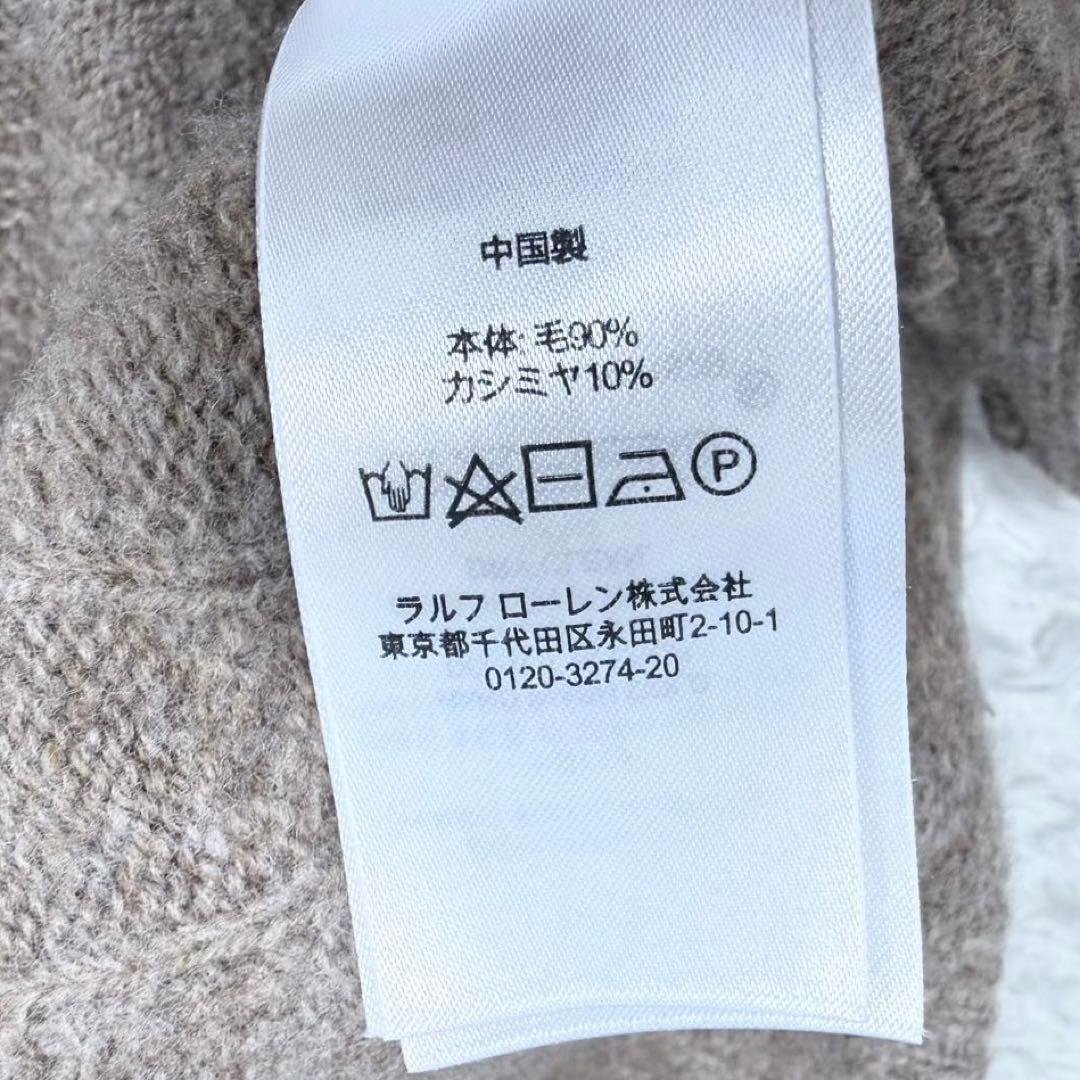 中国製
本体: 毛90%
カシミヤ10%
P
ラルフ ローレン株式会社
東京都千代田区永田町2-10-1
0120-3274-20